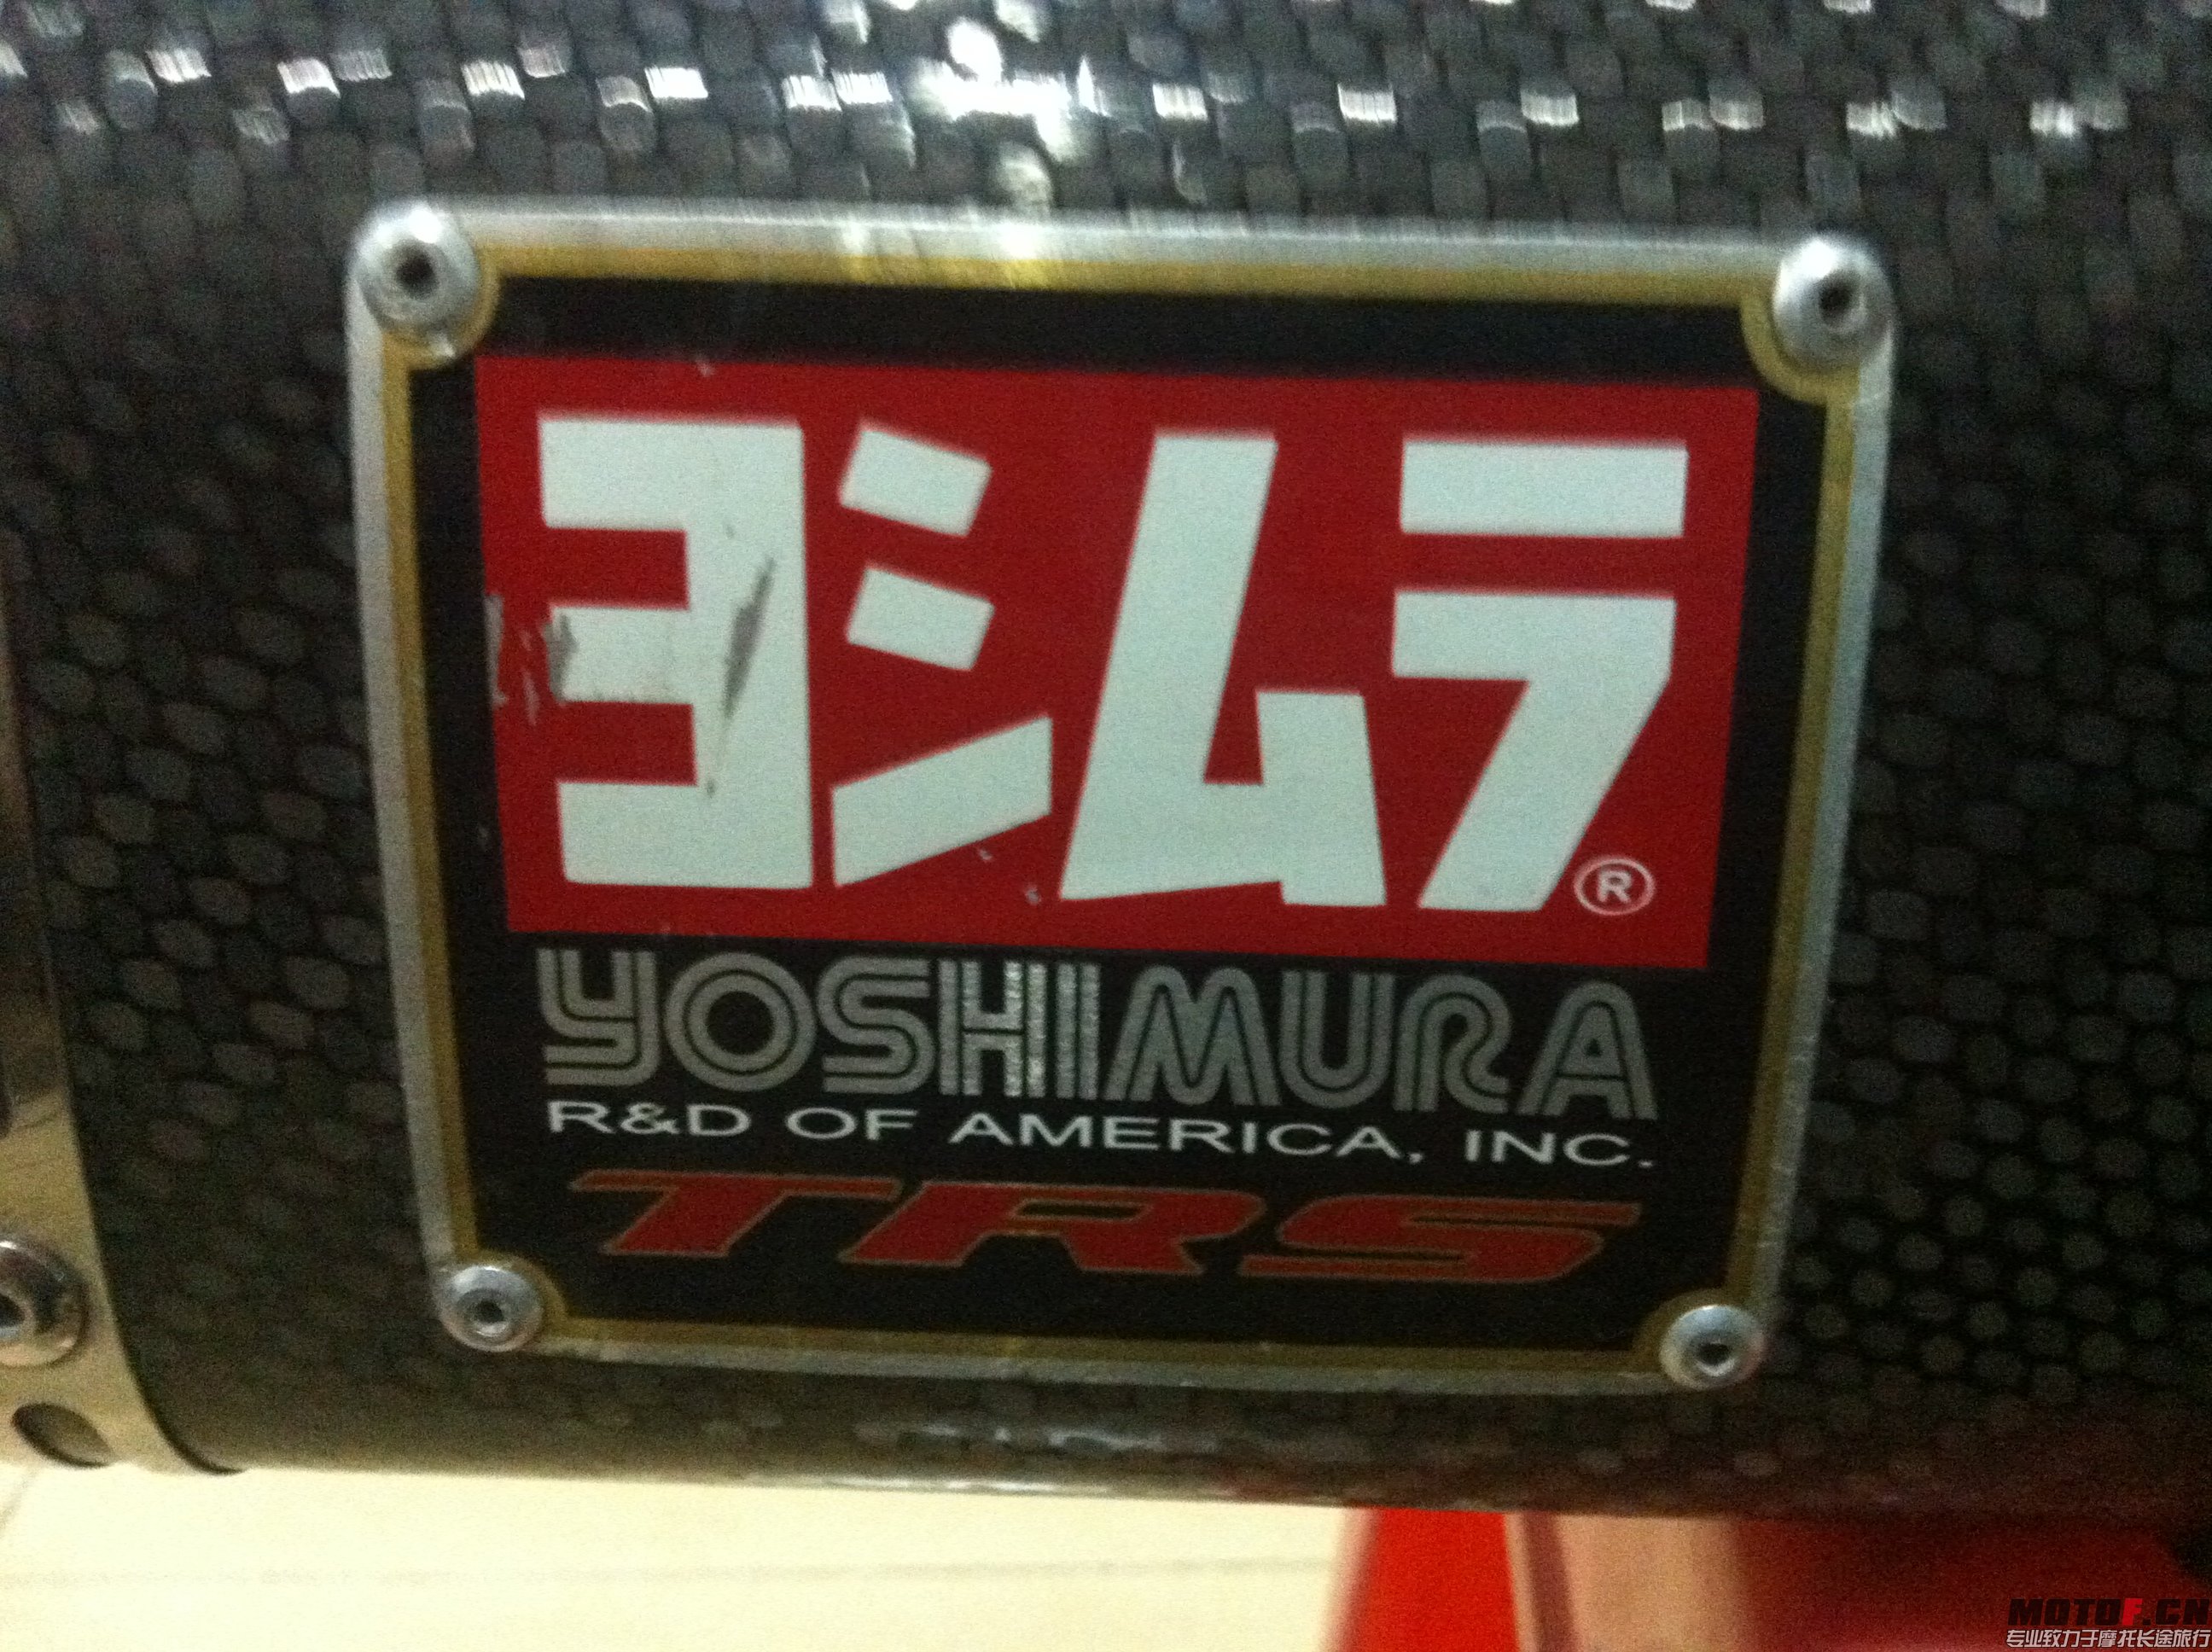 ヨシムラ®
YOSHIMURA
R&D OF AMERICA, INC.
TRS
MOTOF.CN
专业致力于摩托长途旅行